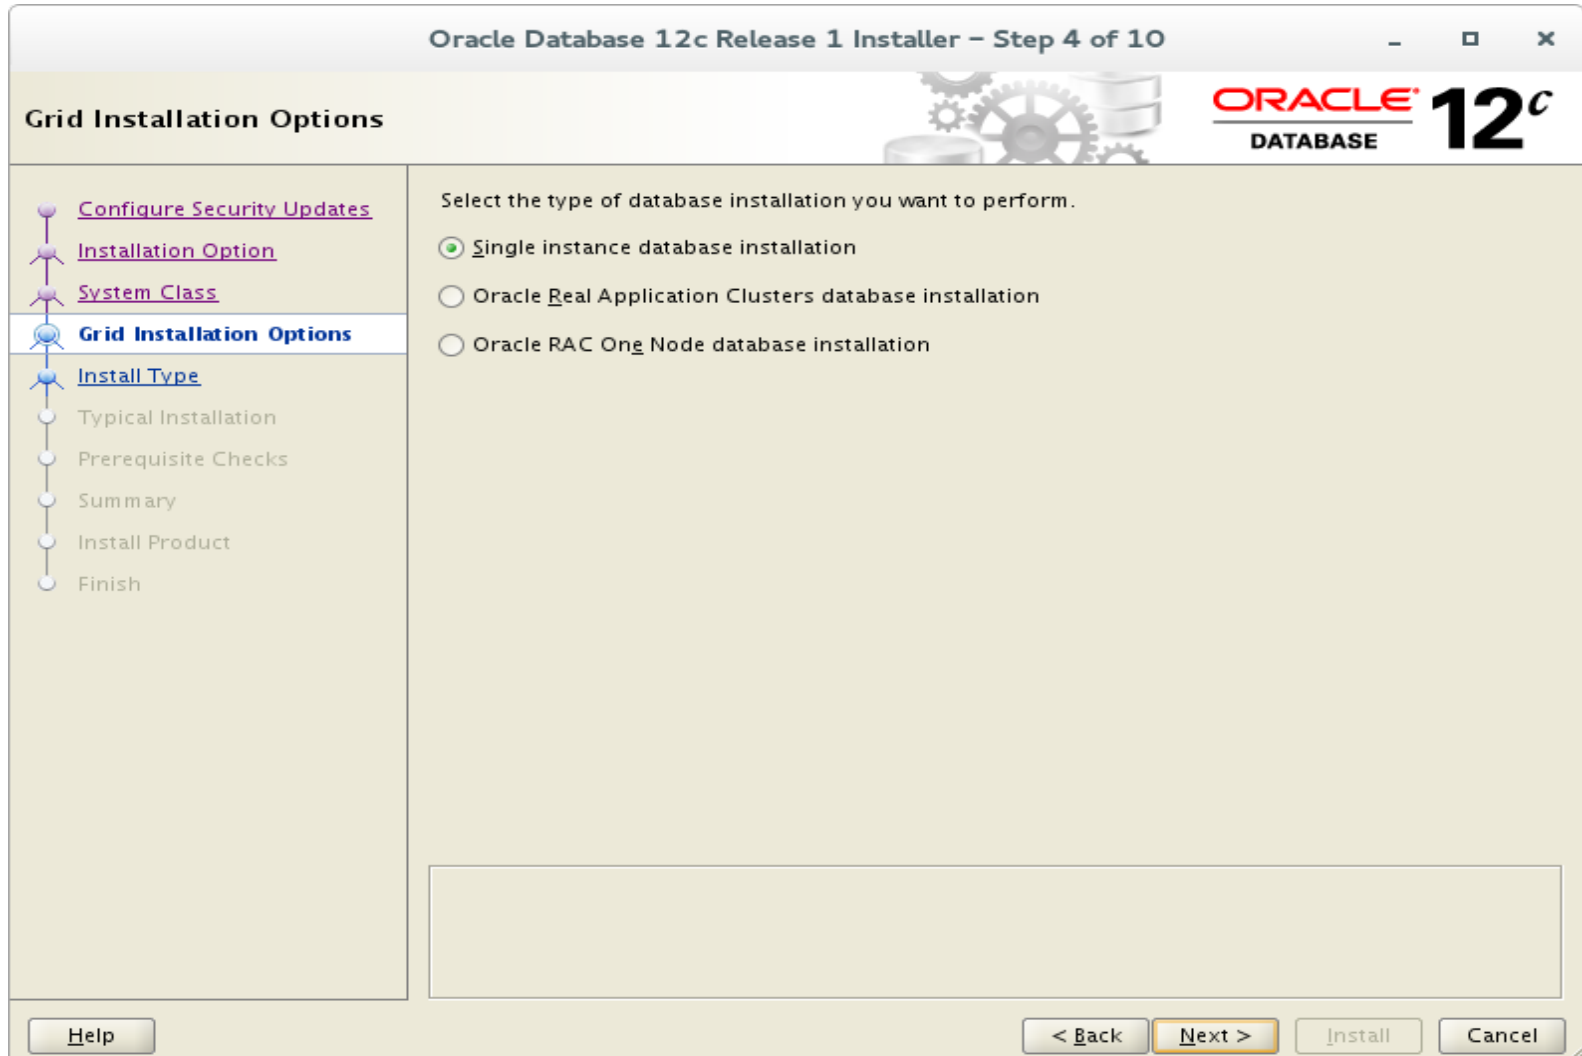 Oracle Database 12c Release 1 Installer – Step 4 of 10
Grid Installation Options
ORACLE DATABASE 12c
Configure Security Updates
Installation Option
System Class
Grid Installation Options
Install Type
Typical Installation
Prerequisite Checks
Summary
Install Product
Finish
Select the type of database installation you want to perform.
Single instance database installation
Oracle Real Application Clusters database installation
Oracle RAC One Node database installation
Help
< Back
Next >
Install
Cancel